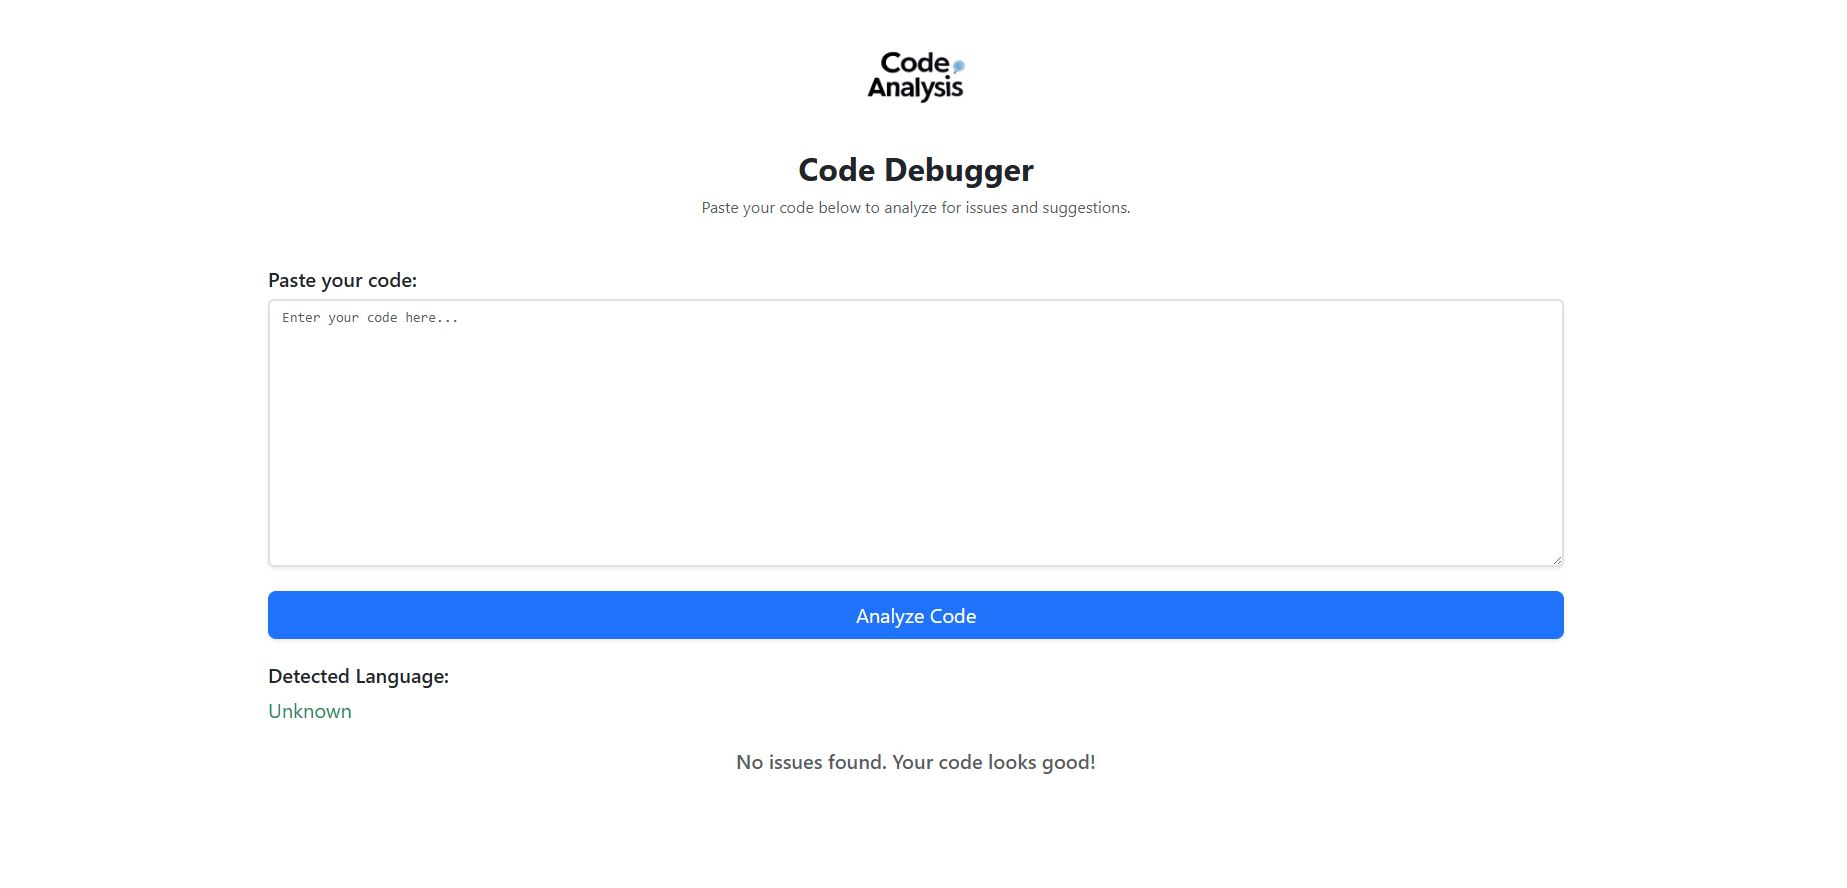 Code
Analysis
Code Debugger
Paste your code below to analyze for issues and suggestions.
Paste your code:
Enter your code here...
Analyze Code
Detected Language:
Unknown
No issues found. Your code looks good!